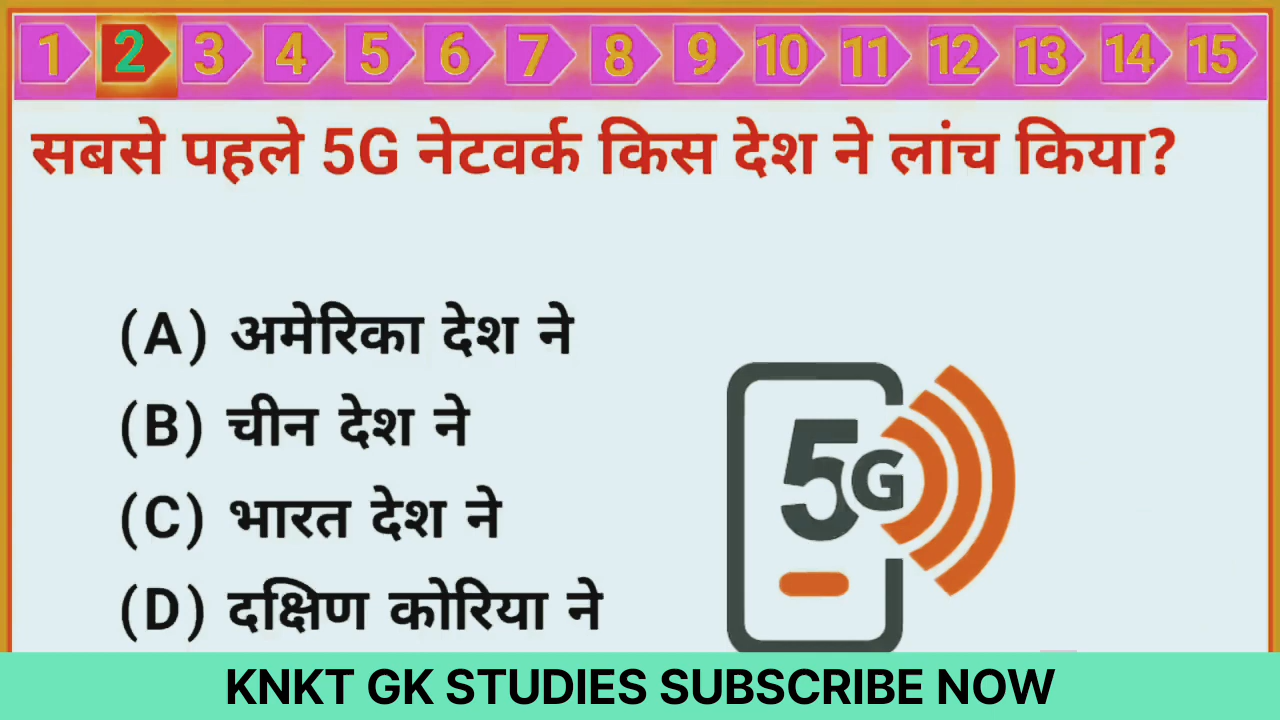 1 2 3 4 5 6 7 8 9 10 11 12 13 14 15
सबसे पहले 5G नेटवर्क किस देश ने लांच किया?
(A) अमेरिका देश ने
(B) चीन देश ने
(C) भारत देश ने
(D) दक्षिण कोरिया ने
5G
KNKT GK STUDIES SUBSCRIBE NOW